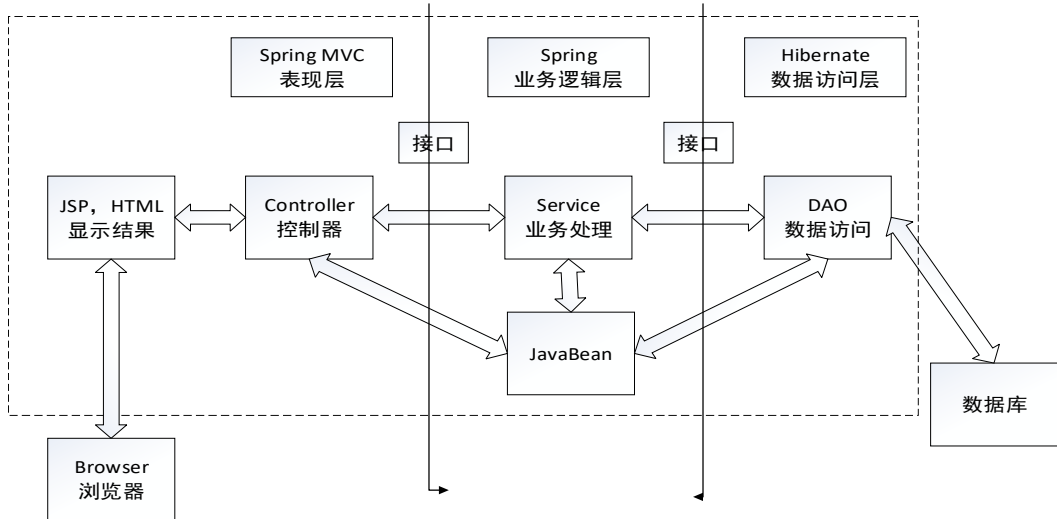 Spring MVC
表现层
Spring
业务逻辑层
Hibernate
数据访问层
接口
接口
JSP，HTML
显示结果
Controller
控制器
Service
业务处理
DAO
数据访问
JavaBean
数据库
Browser
浏览器